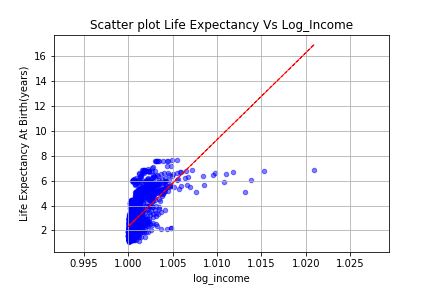 Scatter plot Life Expectancy Vs Log_Income
Life Expectancy At Birth(years)
16
14
12
10
8
6
4
2
0.995 1.000 1.005 1.010 1.015 1.020 1.025
log_income